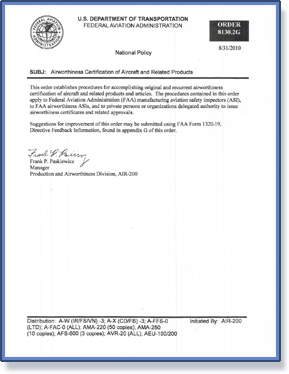 U.S. DEPARTMENT OF TRANSPORTATION
FEDERAL AVIATION ADMINISTRATION
ORDER
8130.2G
National Policy
8/31/2010
SUBJ: Airworthiness Certification of Aircraft and Related Products
This order establishes procedures for accomplishing original and recurrent airworthiness
certification of aircraft and related products and articles. The procedures contained in this order
apply to Federal Aviation Administration (FAA) manufacturing aviation safety inspectors (ASI),
to FAA airworthiness ASIs, and to private persons or organizations delegated authority to issue
airworthiness certificates and related approvals.
Suggestions for improvement of this order may be submitted using FAA Form 1320-19,
Directive Feedback Information, found in appendix G of this order.
Frank P. Paskiewicz
Manager
Production and Airworthiness Division, AIR-200
Distribution: A-W (IR/FS/VN) -3; A-X (CD/FS) -3; A-FFS-0
(LTD); A-FAC-0 (ALL); AMA-220 (50 copies); AMA-250
(10 copies); AFS-600 (3 copies); AVR-20 (ALL); AEU-100/200
Initiated By: AIR-200